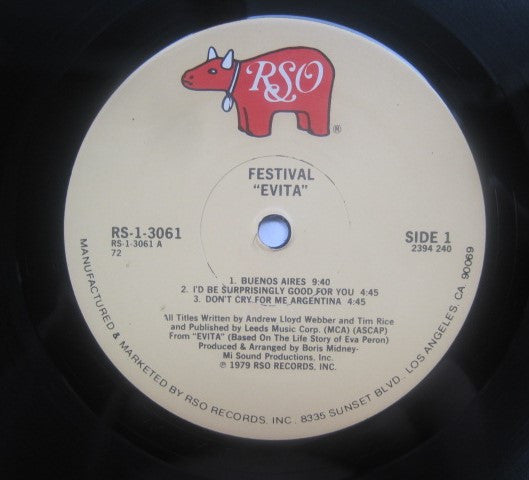 RSO
®
FESTIVAL
"EVITA"
RS-1-3061
RS-1-3061 A
72
SIDE 1
2394 240
1. BUENOS AIRES 9:40
2. I'D BE SURPRISINGLY GOOD FOR YOU 4:45
3. DON'T CRY FOR ME ARGENTINA 4:45
All Titles Written by Andrew Lloyd Webber and Tim Rice
and Published by Leeds Music Corp. (MCA) (ASCAP)
From "EVITA" (Based On The Life Story of Eva Peron)
Produced & Arranged by Boris Midney-
Mi Sound Productions, Inc.
℗ 1979 RSO RECORDS, INC.
MANUFACTURED & MARKETED BY RSO RECORDS, INC. 8335 SUNSET BLVD. LOS ANGELES, CA. 90069